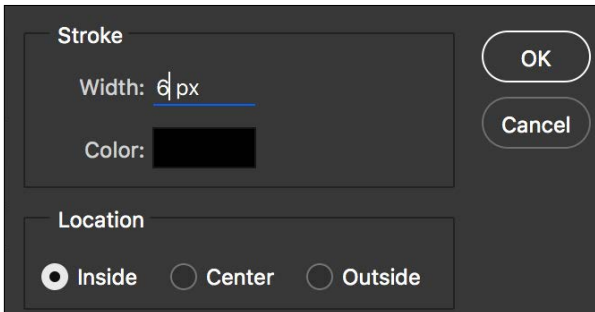 Stroke
OK
Width: 6 px
Cancel
Color:
Location
Inside Center Outside